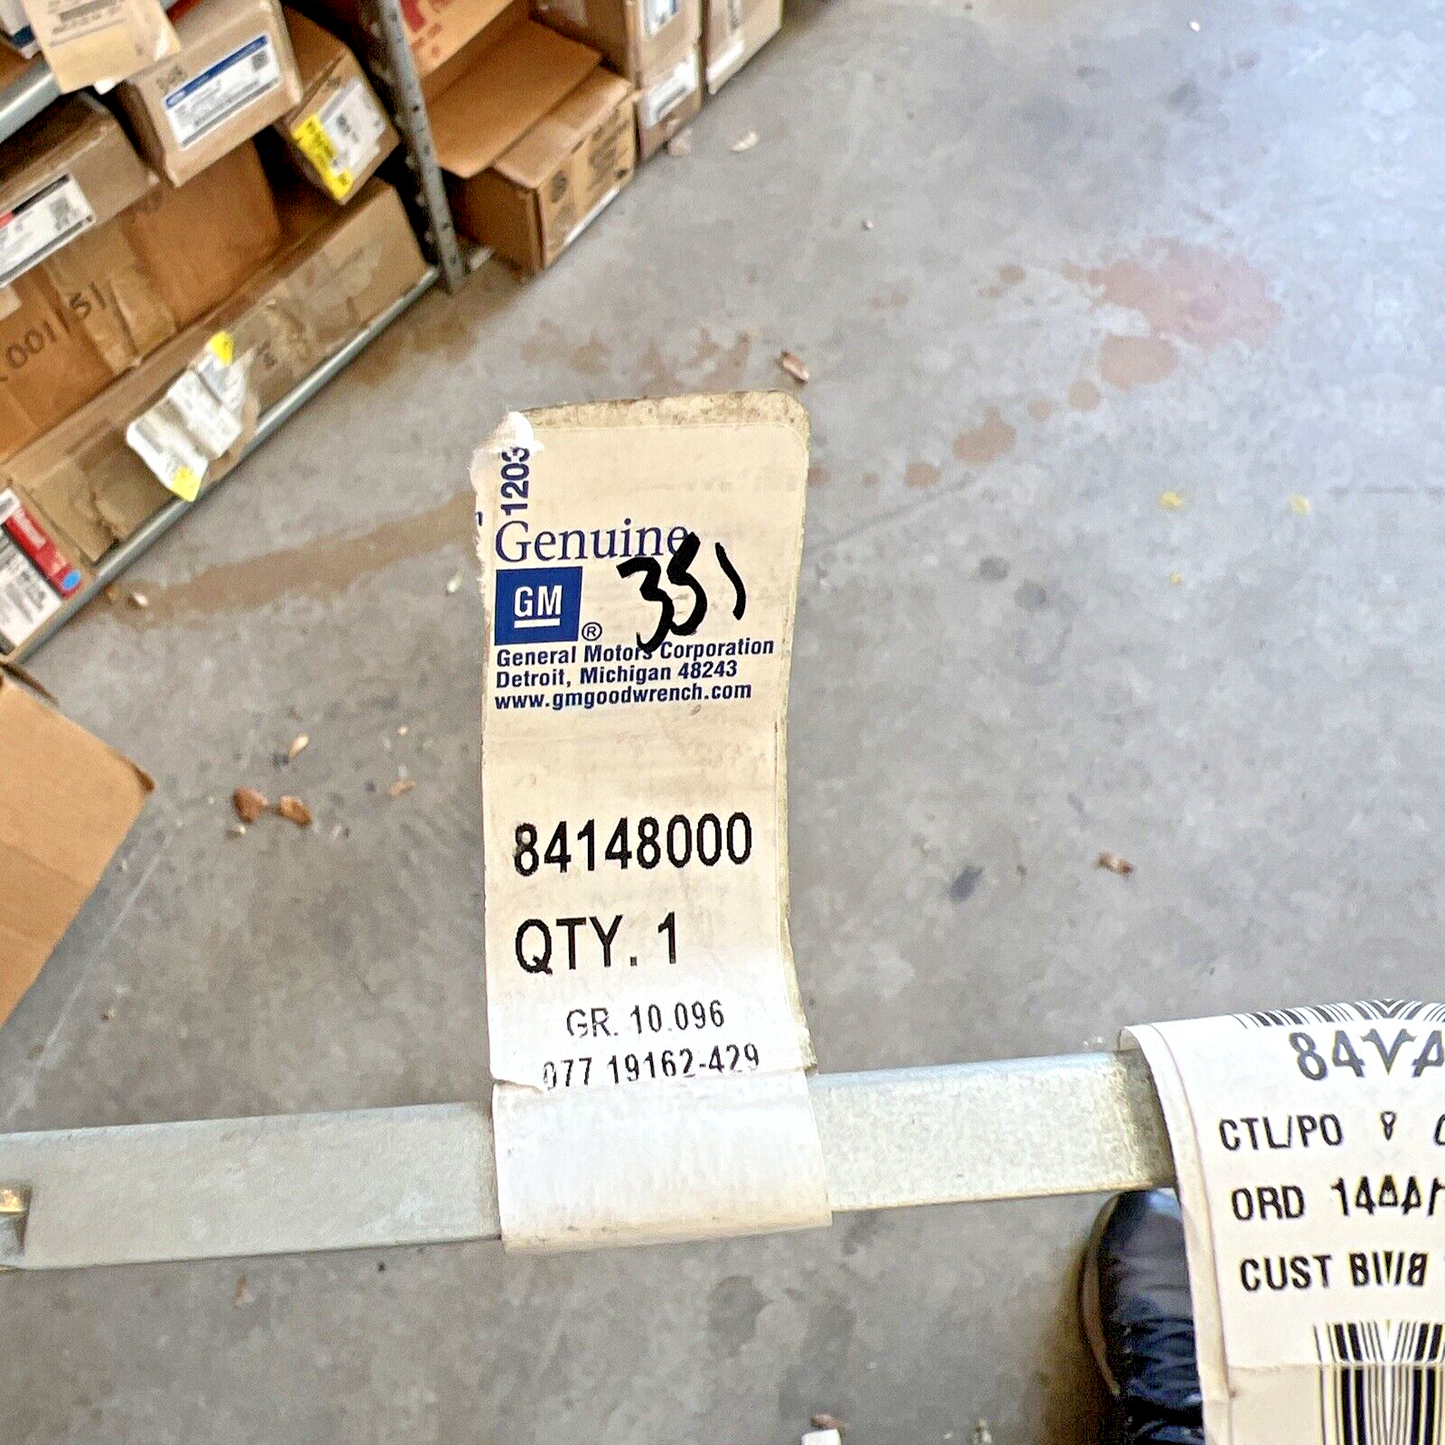 1203
Genuine
351
GM
®
General Motors Corporation
Detroit, Michigan 48243
www.gmgoodwrench.com
84148000
QTY. 1
GR. 10.096
077 19162-429
CTL/PO
ORD
CUST
001151